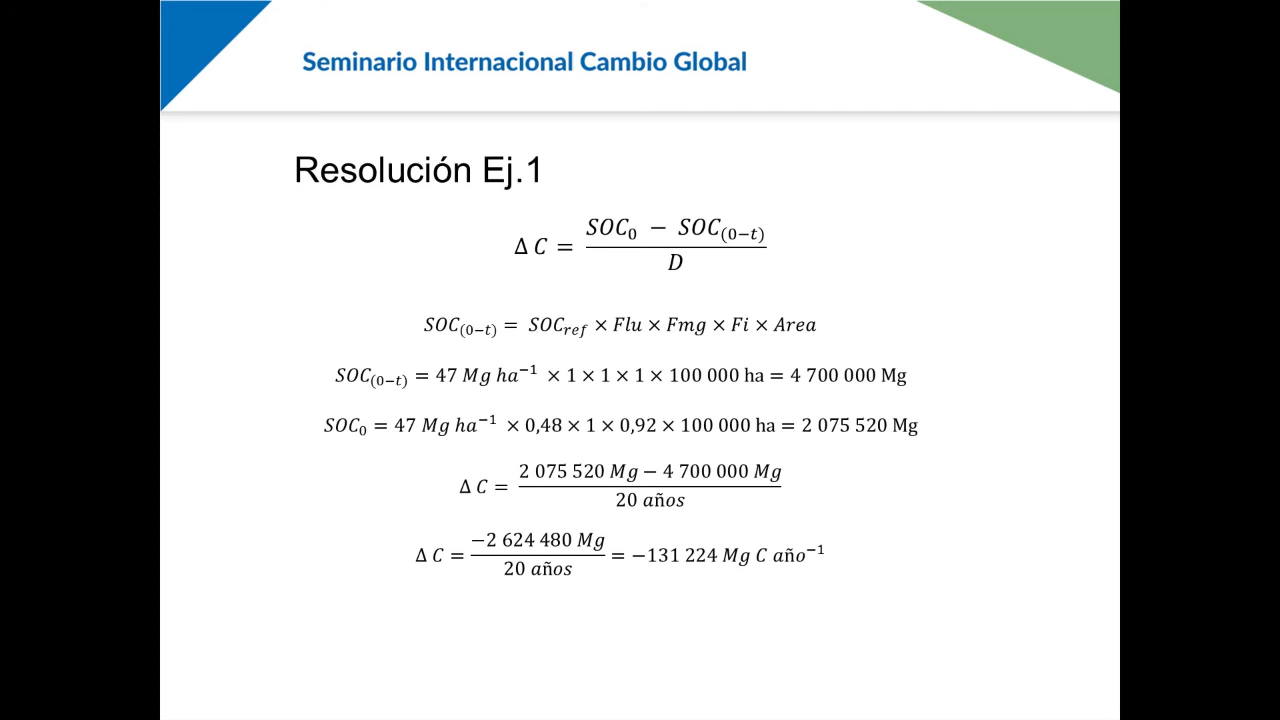 Seminario Internacional Cambio Global
Resolución Ej.1
Δ C = (SOC₀ − SOC₍₀₋ₜ₎) / D
SOC₍₀₋ₜ₎ = SOC_ref × Flu × Fmg × Fi × Area
SOC₍₀₋ₜ₎ = 47 Mg ha⁻¹ × 1 × 1 × 1 × 100 000 ha = 4 700 000 Mg
SOC₀ = 47 Mg ha⁻¹ × 0,48 × 1 × 0,92 × 100 000 ha = 2 075 520 Mg
Δ C = (2 075 520 Mg − 4 700 000 Mg) / 20 años
Δ C = −2 624 480 Mg / 20 años = −131 224 Mg C año⁻¹